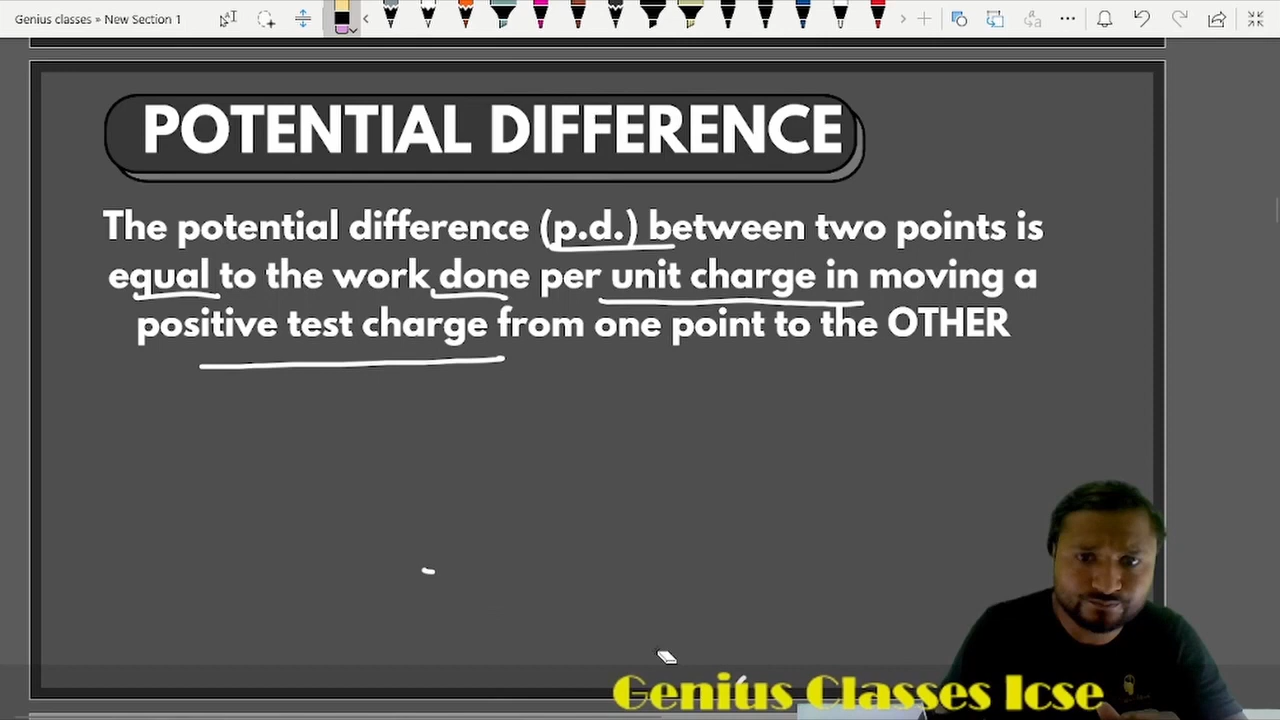 Genius classes » New Section 1
POTENTIAL DIFFERENCE
The potential difference (p.d.) between two points is
equal to the work done per unit charge in moving a
positive test charge from one point to the OTHER
Genius Classes Icse